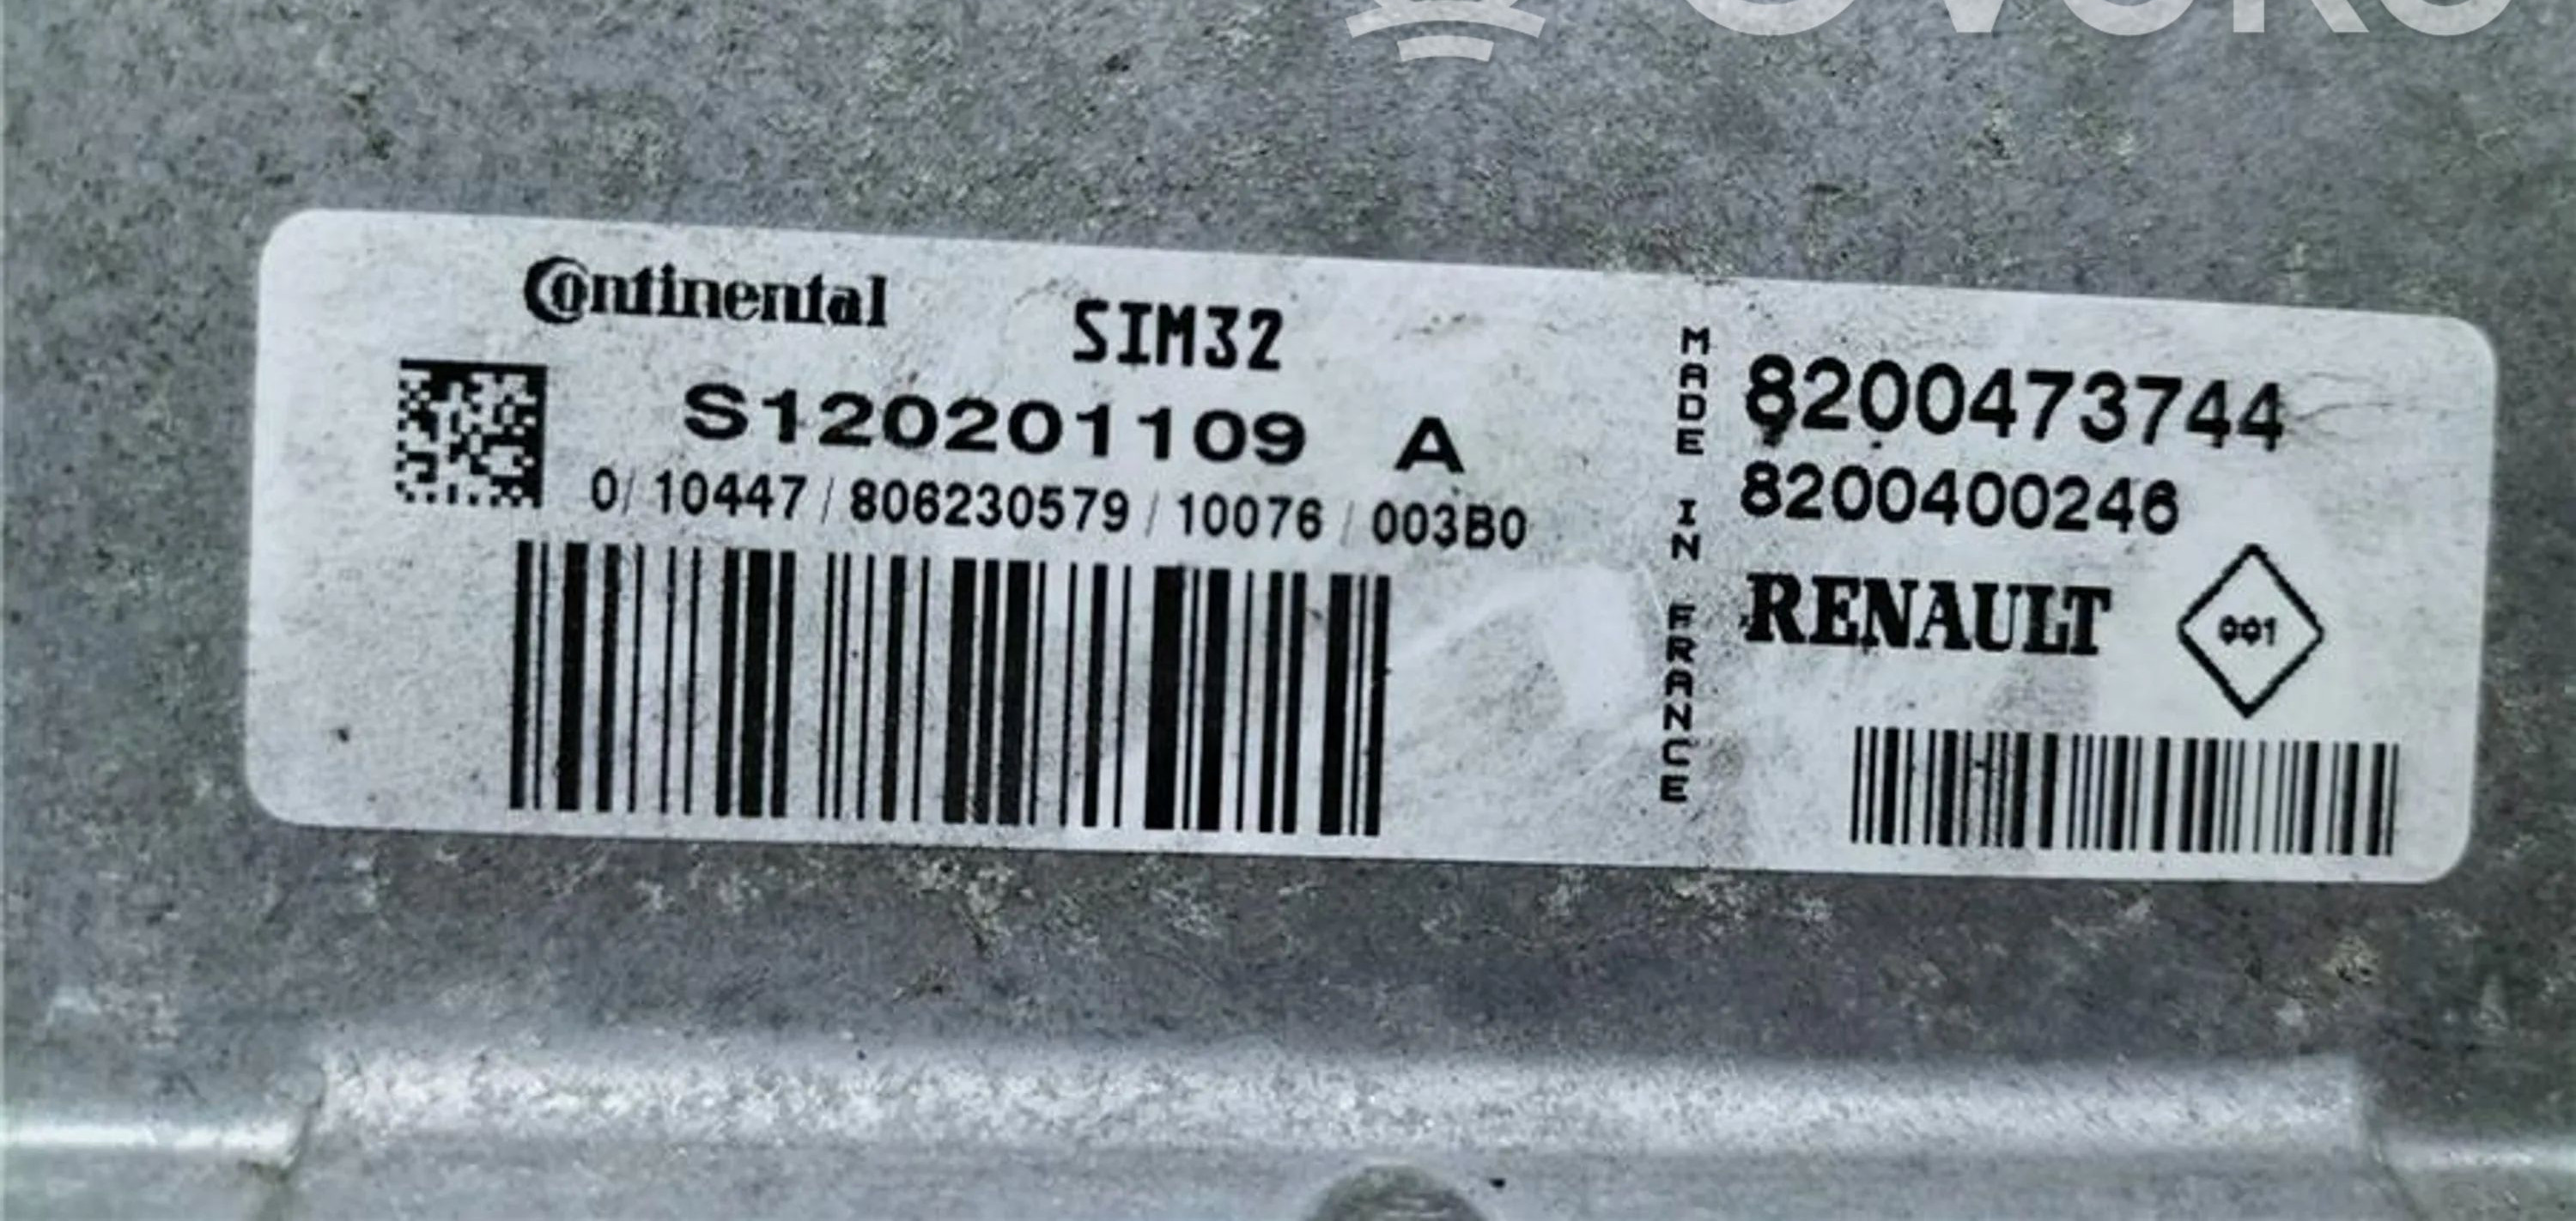 Continental SIM32
S120201109 A
0/10447/806230579/10076/003B0
MADE IN FRANCE
8200473744
8200400246
RENAULT
001